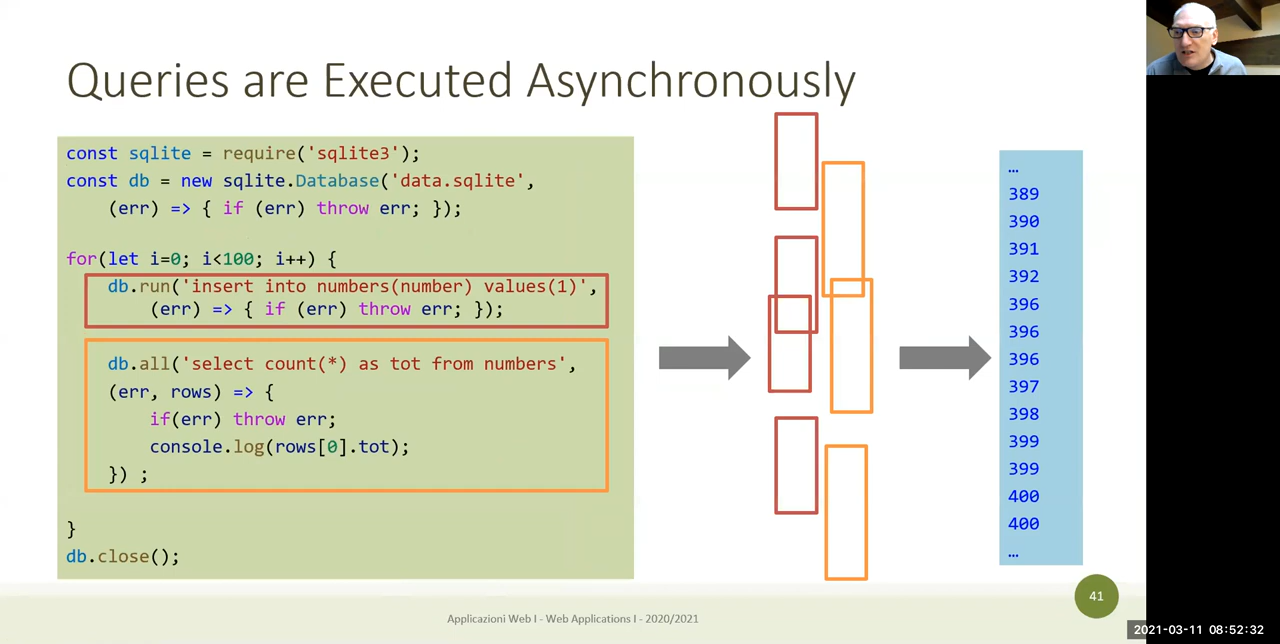 Queries are Executed Asynchronously
const sqlite = require('sqlite3');
const db = new sqlite.Database('data.sqlite',
(err) => { if (err) throw err; });
for(let i=0; i<100; i++) {
db.run('insert into numbers(number) values(1)',
(err) => { if (err) throw err; });
db.all('select count(*) as tot from numbers',
(err, rows) => {
if(err) throw err;
console.log(rows[0].tot);
}) ;
}
db.close();
…
389
390
391
392
396
396
396
397
398
399
399
400
400
…
41
Applicazioni Web I - Web Applications I - 2020/2021
2021-03-11 08:52:32